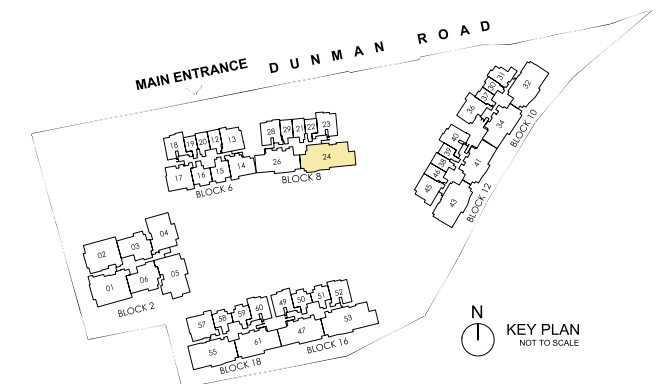 DUNMAN ROAD
MAIN ENTRANCE
18 19 20 12 13
17 16 15 14
BLOCK 6
28 29 21 22 23
26 24
BLOCK 8
31
30
37
36
32
34
BLOCK 10
40
39
38
46
45
41
43
BLOCK 12
02 03 04
01 06 05
BLOCK 2
57 58 59 60
55 61
BLOCK 18
49 50 51 52
47 53
BLOCK 16
N
KEY PLAN
NOT TO SCALE